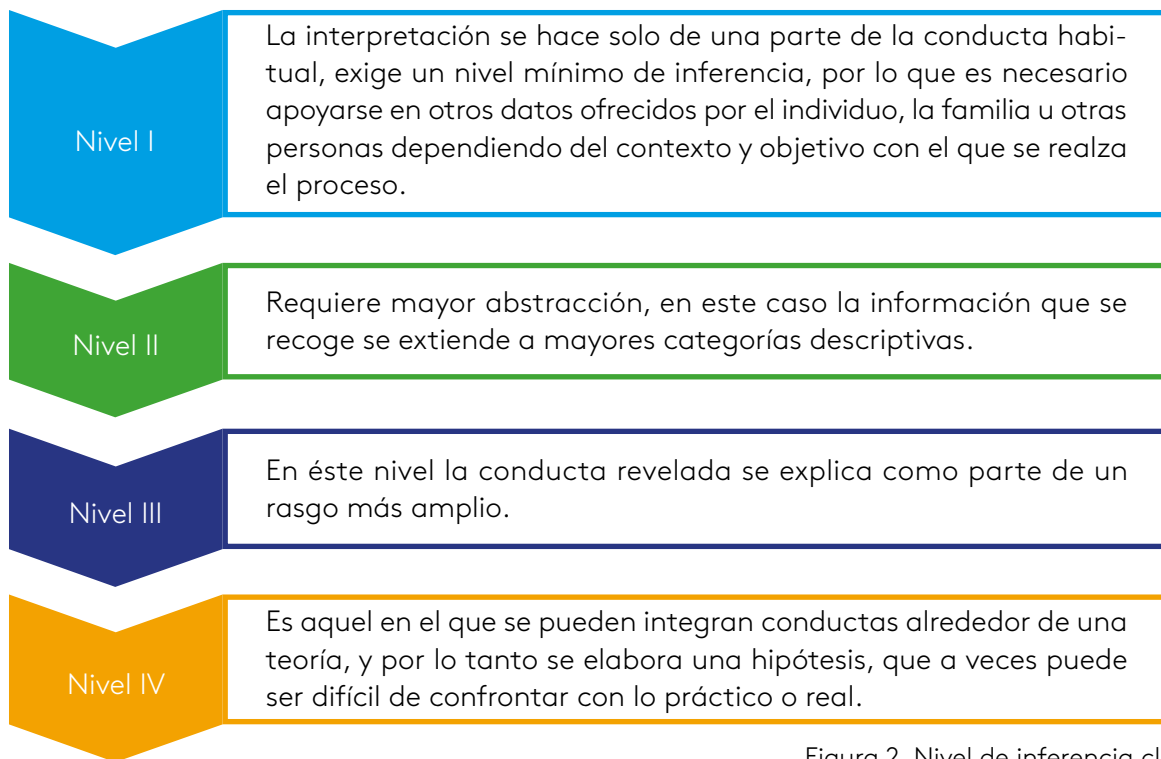 La interpretación se hace solo de una parte de la conducta habi-
tual, exige un nivel mínimo de inferencia, por lo que es necesario
apoyarse en otros datos ofrecidos por el individuo, la familia u otras
personas dependiendo del contexto y objetivo con el que se realza
el proceso.
Nivel I
Requiere mayor abstracción, en este caso la información que se
recoge se extiende a mayores categorías descriptivas.
Nivel II
En éste nivel la conducta revelada se explica como parte de un
rasgo más amplio.
Nivel III
Es aquel en el que se pueden integran conductas alrededor de una
teoría, y por lo tanto se elabora una hipótesis, que a veces puede
ser difícil de confrontar con lo práctico o real.
Nivel IV
Figura 2. Nivel de inferencia cl